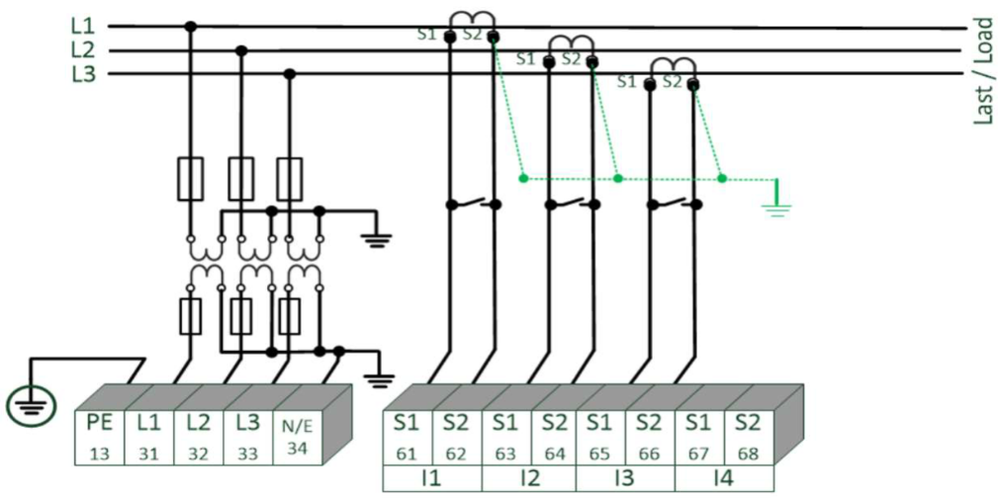 L1
L2
L3
S1 S2
S1 S2
S1 S2
Last / Load
PE L1 L2 L3 N/E
13 31 32 33 34
S1 S2 S1 S2 S1 S2 S1 S2
61 62 63 64 65 66 67 68
I1 I2 I3 I4